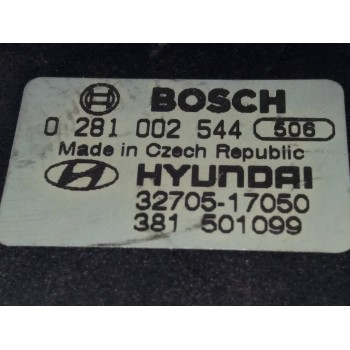 BOSCH
0 281 002 544 506
Made in Czech Republic
HYUNDAI
32705-17050
381 501099